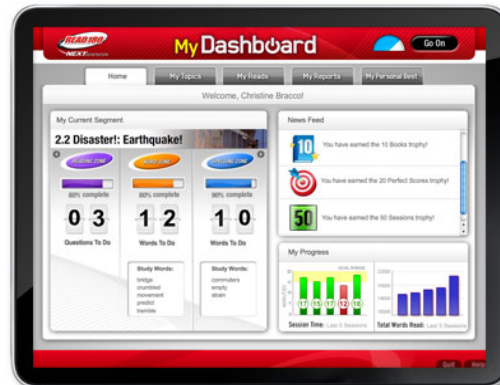 READ 180
NEXT GENERATION
My Dashboard
Go On
Home
My Topics
My Reads
My Reports
My Personal Best
Welcome, Christine Bracco!
My Current Segment
2.2 Disaster!: Earthquake!
READING ZONE
WORD ZONE
SPELLING ZONE
80% complete
80% complete
90% complete
0 3
1 2
1 0
Questions To Do
Words To Do
Words To Do
Study Words:
bridge
crumbled
movement
predict
tremble
Study Words:
commuters
empty
strain
News Feed
10
You have earned the 10 Books trophy!
You have earned the 20 Perfect Scores trophy!
50
You have earned the 50 Sessions trophy!
My Progress
GOAL RANGE
17 15 17 12 18
Session Time: Last 5 Sessions
Total Words Read: Last 5 Sessions
Quit
Help